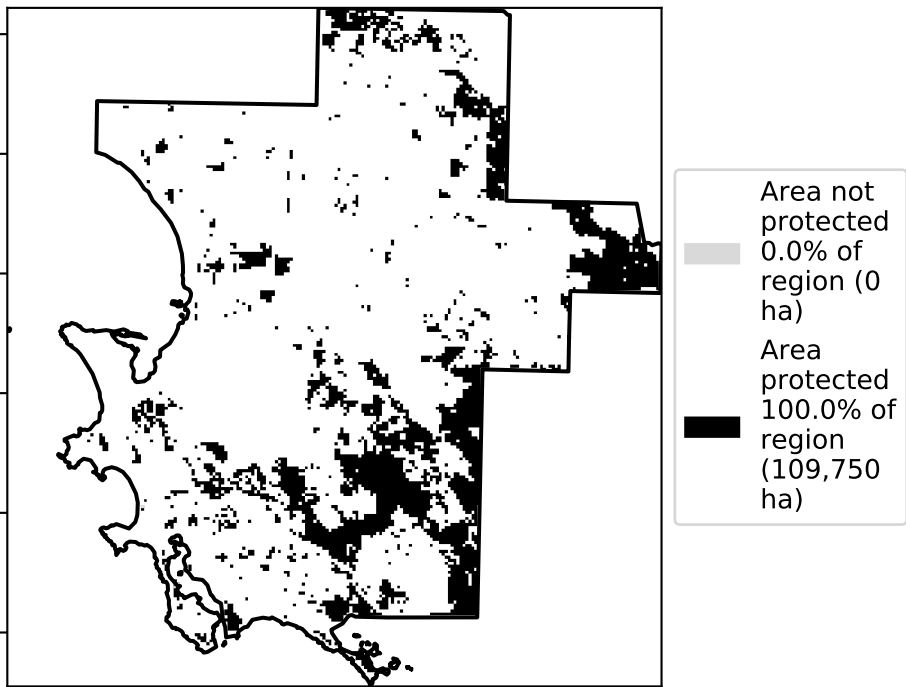 Area not
protected
0.0% of
region (0
ha)
Area
protected
100.0% of
region
(109,750
ha)